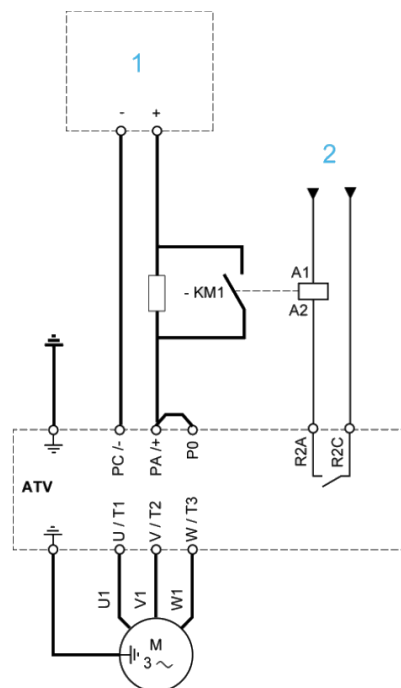 1
- +
2
A1
- KM1
A2
PC /-
PA /+
P0
R2A
R2C
ATV
U / T1
V / T2
W / T3
U1
V1
W1
M
3 ~